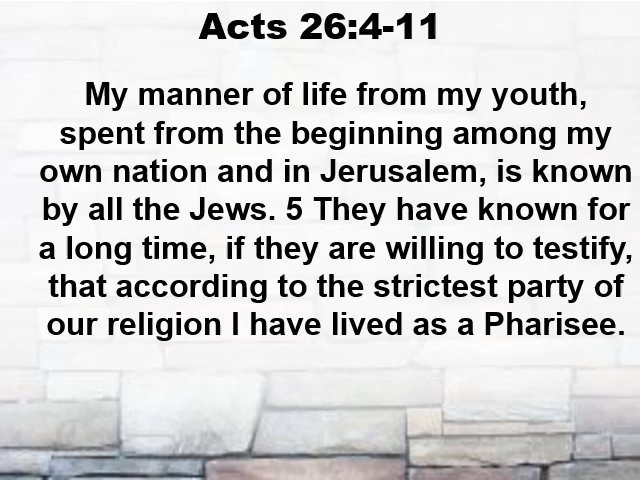 Acts 26:4-11
My manner of life from my youth,
spent from the beginning among my
own nation and in Jerusalem, is known
by all the Jews. 5 They have known for
a long time, if they are willing to testify,
that according to the strictest party of
our religion I have lived as a Pharisee.